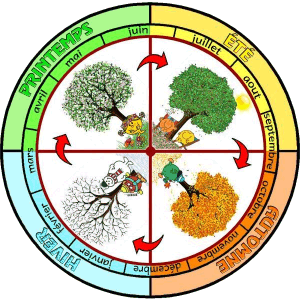 PRINTEMPS
mars
avril
mai
juin
ÉTÉ
juillet
août
septembre
AUTOMNE
octobre
novembre
décembre
HIVER
janvier
février